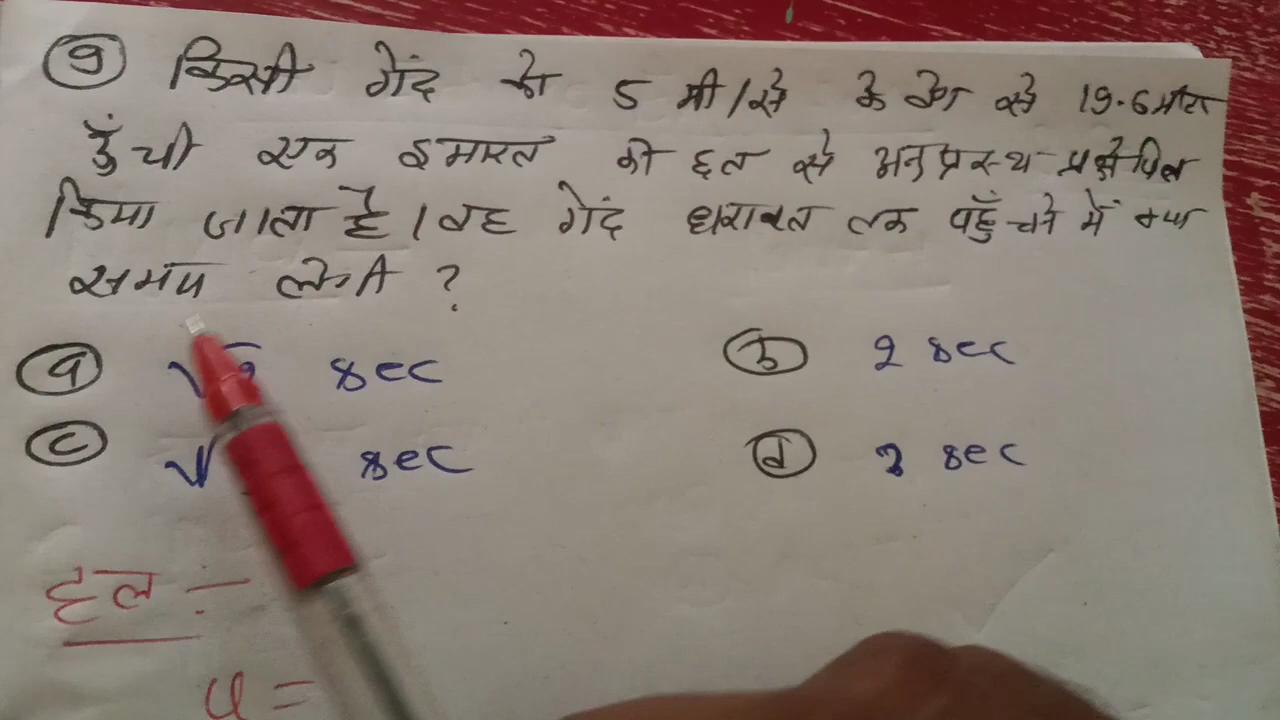 9 किसी गेंद को 5 मी/से के वेग से 19.6 मीटर
ऊँची एक इमारत की छत से अनुप्रस्थ प्रक्षेपित
किया जाता है। वह गेंद धरातल तक पहुँचने में क्या
समय लेगी ?
a √ sec
b 2 sec
c √ sec
d 3 sec
हल :-
u =